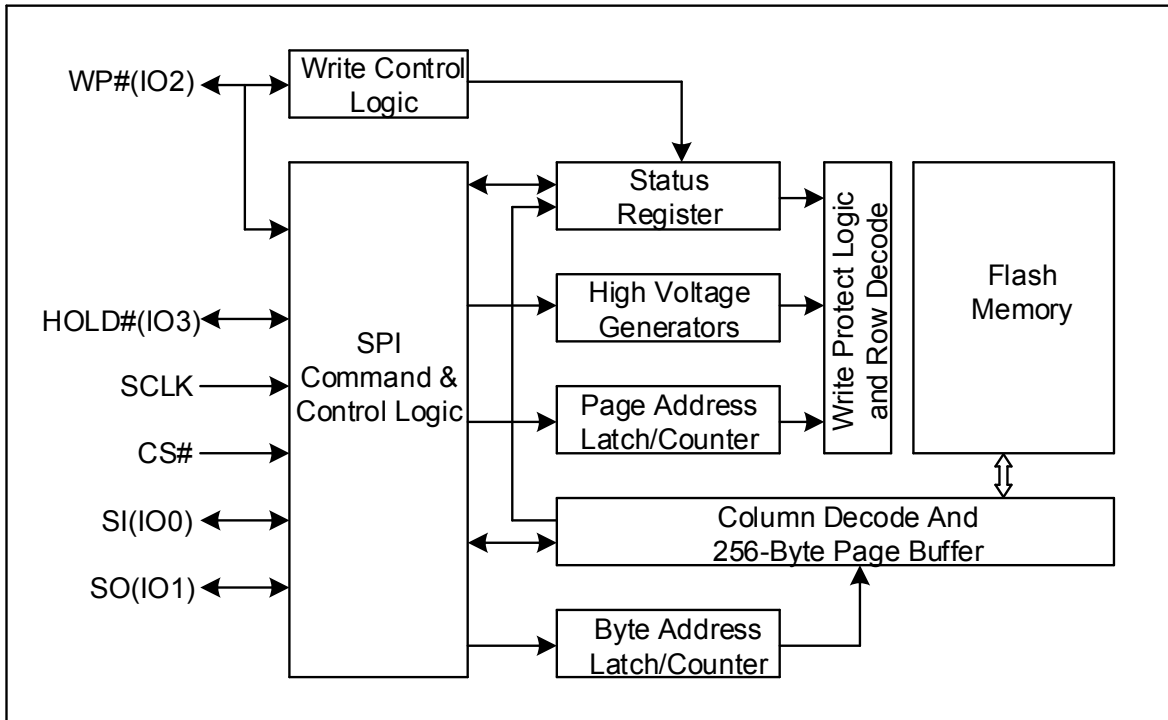 WP#(IO2)
Write Control
Logic
HOLD#(IO3)
SCLK
CS#
SI(IO0)
SO(IO1)
SPI
Command &
Control Logic
Status
Register
High Voltage
Generators
Page Address
Latch/Counter
Write Protect Logic
and Row Decode
Flash
Memory
Column Decode And
256-Byte Page Buffer
Byte Address
Latch/Counter